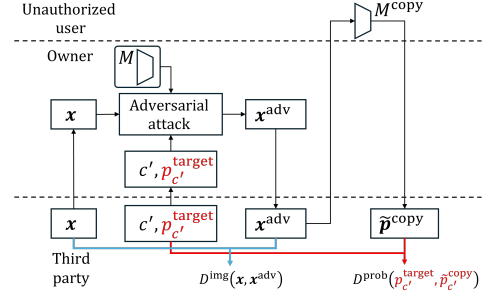 Unauthorized
user
M^copy
Owner
M
x
Adversarial
attack
x^adv
c′, p_c′^target
x
c′, p_c′^target
x^adv
p̃^copy
Third
party
D^img(x, x^adv)
D^prob(p_c′^target, p̃_c′^copy)